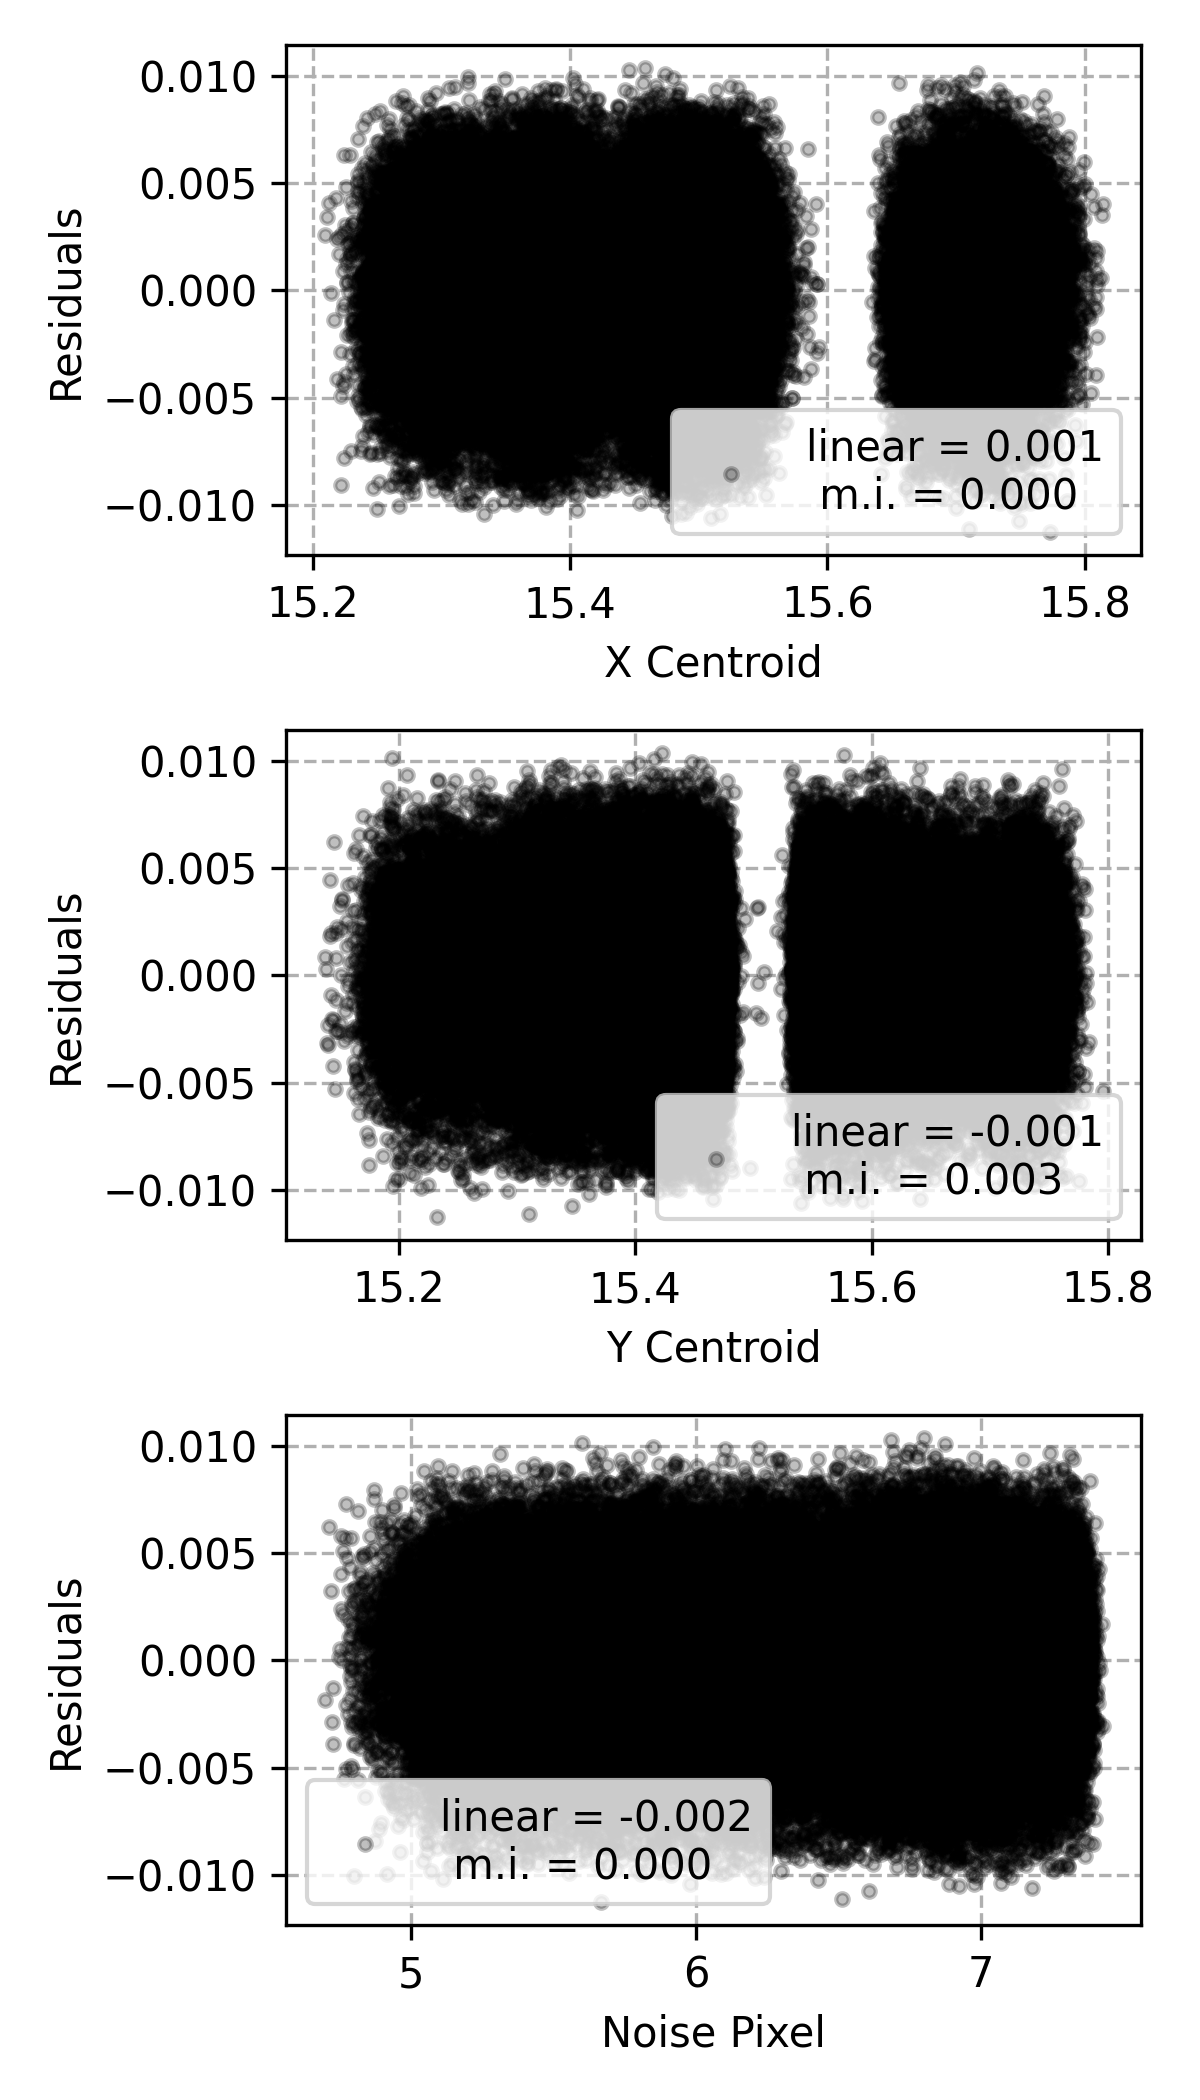 0.010
0.005
0.000
−0.005
−0.010
Residuals
linear = 0.001
m.i. = 0.000
15.2 15.4 15.6 15.8
X Centroid
0.010
0.005
0.000
−0.005
−0.010
Residuals
linear = -0.001
m.i. = 0.003
15.2 15.4 15.6 15.8
Y Centroid
0.010
0.005
0.000
−0.005
−0.010
Residuals
linear = -0.002
m.i. = 0.000
5 6 7
Noise Pixel